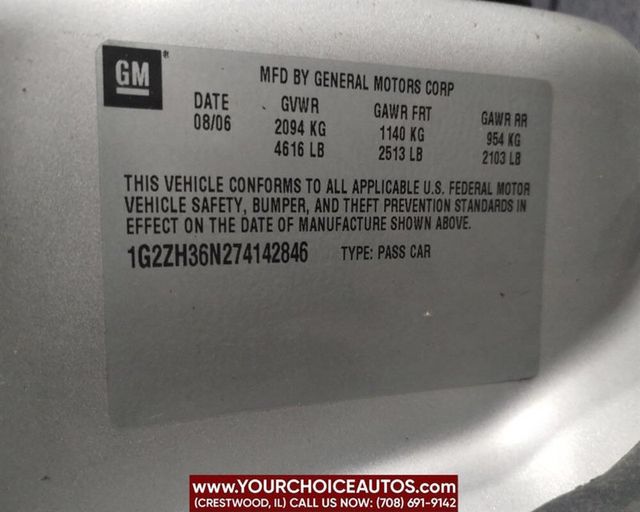 GM®
MFD BY GENERAL MOTORS CORP
DATE GVWR GAWR FRT GAWR RR
08/06 2094 KG 1140 KG 954 KG
4616 LB 2513 LB 2103 LB
THIS VEHICLE CONFORMS TO ALL APPLICABLE U.S. FEDERAL MOTOR
VEHICLE SAFETY, BUMPER, AND THEFT PREVENTION STANDARDS IN
EFFECT ON THE DATE OF MANUFACTURE SHOWN ABOVE.
1G2ZH36N274142846 TYPE: PASS CAR
WWW.YOURCHOICEAUTOS.COM
(CRESTWOOD, IL) CALL OR TEXT US NOW: (708) 691-9142